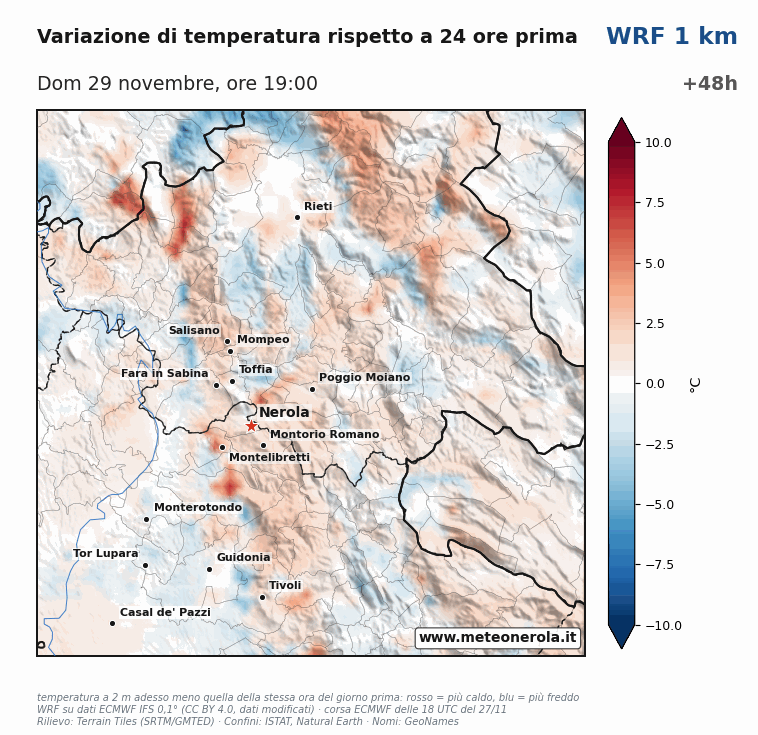 Variazione di temperatura rispetto a 24 ore prima WRF 1 km
Dom 29 novembre, ore 19:00 +48h
10.0
7.5
5.0
2.5
0.0
−2.5
−5.0
−7.5
−10.0
°C
Rieti
Salisano
Mompeo
Fara in Sabina
Toffia
Poggio Moiano
Nerola
Montorio Romano
Montelibretti
Monterotondo
Tor Lupara
Guidonia
Tivoli
Casal de' Pazzi
www.meteonerola.it
temperatura a 2 m adesso meno quella della stessa ora del giorno prima: rosso = più caldo, blu = più freddo
WRF su dati ECMWF IFS 0,1° (CC BY 4.0, dati modificati) · corsa ECMWF delle 18 UTC del 27/11
Rilievo: Terrain Tiles (SRTM/GMTED) · Confini: ISTAT, Natural Earth · Nomi: GeoNames